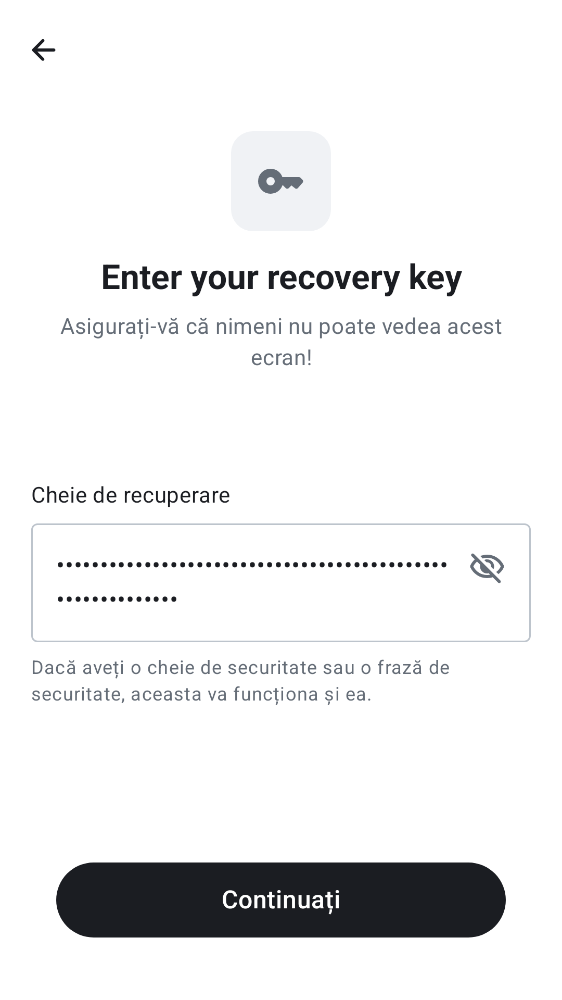 Enter your recovery key
Asigurați-vă că nimeni nu poate vedea acest
ecran!
Cheie de recuperare
Dacă aveți o cheie de securitate sau o frază de
securitate, aceasta va funcționa și ea.
Continuați